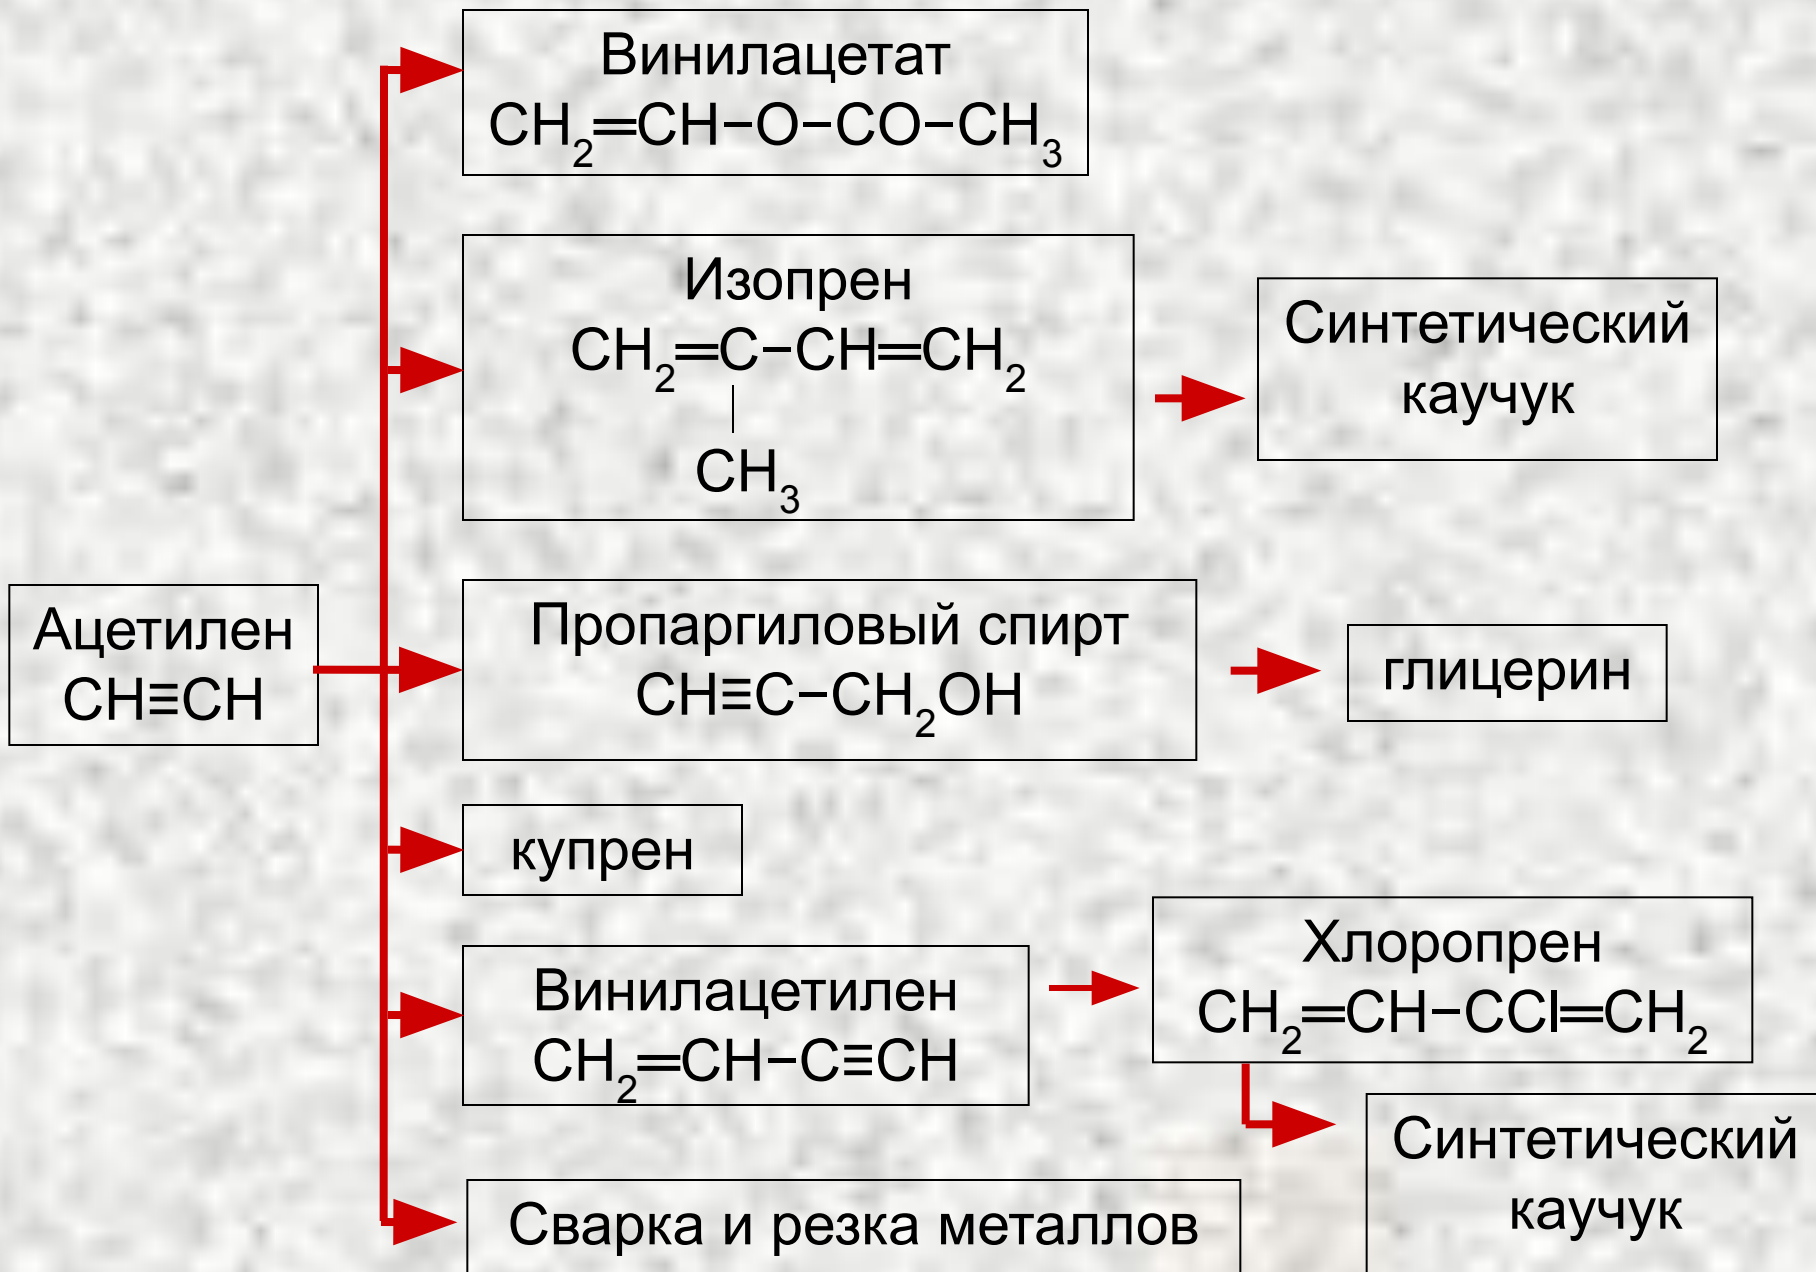 Винилацетат
CH₂=CH–O–CO–CH₃
Изопрен
CH₂=C–CH=CH₂
CH₃
Синтетический
каучук
Ацетилен
CH≡CH
Пропаргиловый спирт
CH≡C–CH₂OH
глицерин
купрен
Винилацетилен
CH₂=CH–C≡CH
Хлоропрен
CH₂=CH–CCl=CH₂
Синтетический
каучук
Сварка и резка металлов